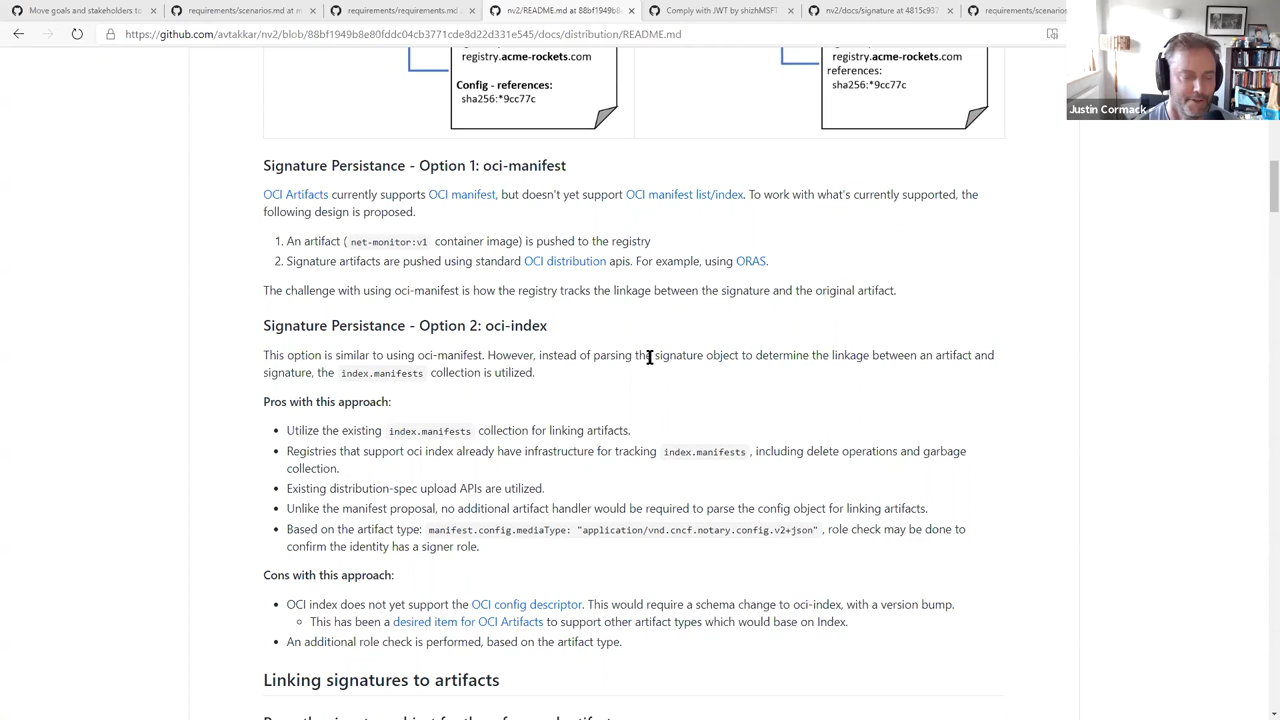 Move goals and stakeholders to
requirements/scenarios.md at m
requirements/requirements.md
nv2/README.md at 88bf1949b8
Comply with JWT by shizhMSFT
nv2/docs/signature at 4815c937
requirements/scenarios
https://github.com/avtakkar/nv2/blob/88bf1949b8e80fddc04cb3771cde8d22d331e545/docs/distribution/README.md
Justin Cormack
registry.acme-rockets.com
Config - references:
sha256:*9cc77c
registry.acme-rockets.com
references:
sha256:*9cc77c
Signature Persistance - Option 1: oci-manifest
OCI Artifacts currently supports OCI manifest, but doesn't yet support OCI manifest list/index. To work with what's currently supported, the
following design is proposed.
1. An artifact ( net-monitor:v1 container image) is pushed to the registry
2. Signature artifacts are pushed using standard OCI distribution apis. For example, using ORAS.
The challenge with using oci-manifest is how the registry tracks the linkage between the signature and the original artifact.
Signature Persistance - Option 2: oci-index
This option is similar to using oci-manifest. However, instead of parsing the signature object to determine the linkage between an artifact and
signature, the index.manifests collection is utilized.
Pros with this approach:
• Utilize the existing index.manifests collection for linking artifacts.
• Registries that support oci index already have infrastructure for tracking index.manifests , including delete operations and garbage
collection.
• Existing distribution-spec upload APIs are utilized.
• Unlike the manifest proposal, no additional artifact handler would be required to parse the config object for linking artifacts.
• Based on the artifact type: manifest.config.mediaType: "application/vnd.cncf.notary.config.v2+json" , role check may be done to
confirm the identity has a signer role.
Cons with this approach:
• OCI index does not yet support the OCI config descriptor. This would require a schema change to oci-index, with a version bump.
◦ This has been a desired item for OCI Artifacts to support other artifact types which would base on Index.
• An additional role check is performed, based on the artifact type.
Linking signatures to artifacts